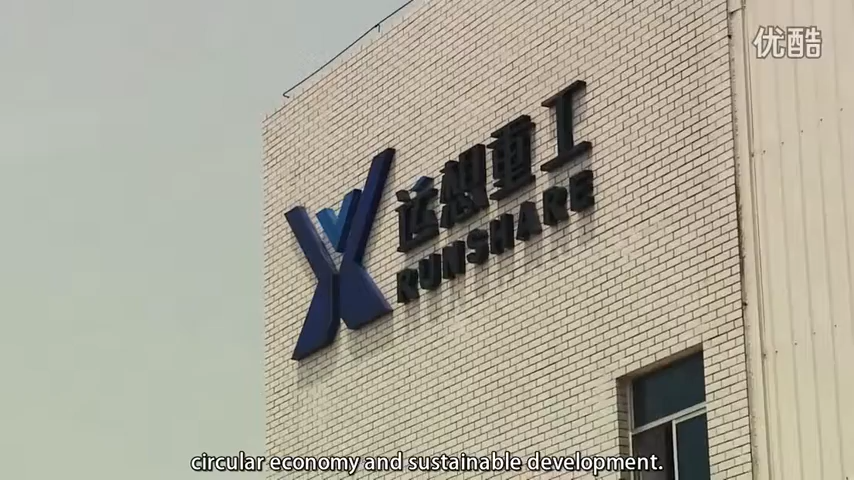 优酷
运想重工
RUNSHARE
circular economy and sustainable development.